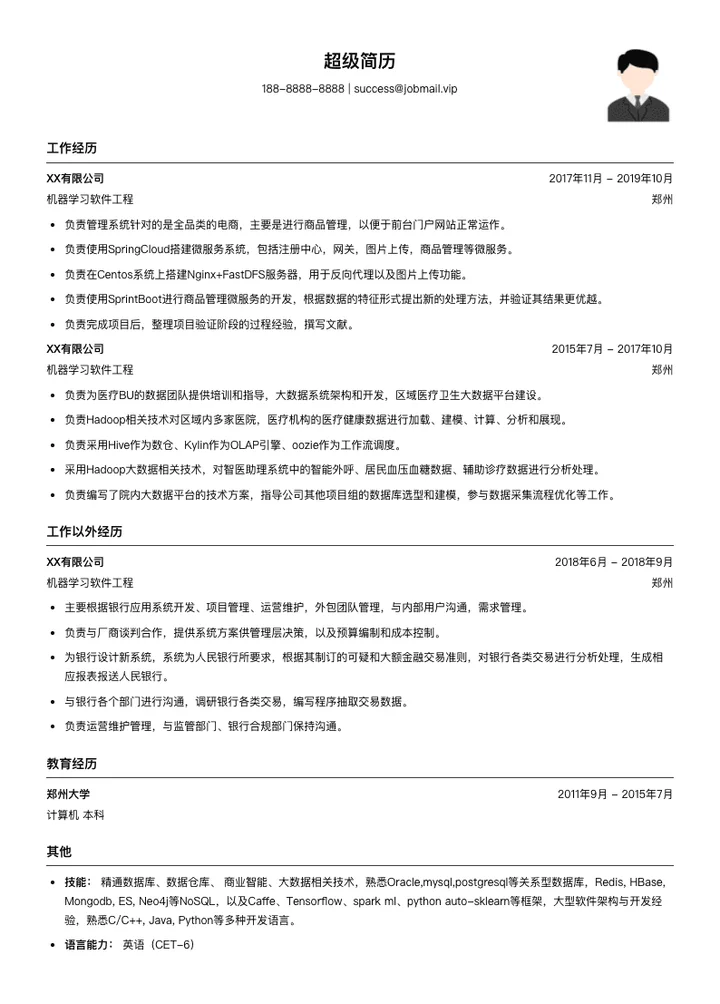 超级简历
188-8888-8888 | success@jobmail.vip
工作经历
XX有限公司 2017年11月 – 2019年10月
机器学习软件工程 郑州
• 负责管理系统针对的是全品类的电商，主要是进行商品管理，以便于前台门户网站正常运作。
• 负责使用SpringCloud搭建微服务系统，包括注册中心，网关，图片上传，商品管理等微服务。
• 负责在Centos系统上搭建Nginx+FastDFS服务器，用于反向代理以及图片上传功能。
• 负责使用SprintBoot进行商品管理微服务的开发，根据数据的特征形式提出新的处理方法，并验证其结果更优越。
• 负责完成项目后，整理项目验证阶段的过程经验，撰写文献。
XX有限公司 2015年7月 – 2017年10月
机器学习软件工程 郑州
• 负责为医疗BU的数据团队提供培训和指导，大数据系统架构和开发，区域医疗卫生大数据平台建设。
• 负责Hadoop相关技术对区域内多家医院，医疗机构的医疗健康数据进行加载、建模、计算、分析和展现。
• 负责采用Hive作为数仓、Kylin作为OLAP引擎、oozie作为工作流调度。
• 采用Hadoop大数据相关技术，对智医助理系统中的智能外呼、居民血压血糖数据、辅助诊疗数据进行分析处理。
• 负责编写了院内大数据平台的技术方案，指导公司其他项目组的数据库选型和建模，参与数据采集流程优化等工作。
工作以外经历
XX有限公司 2018年6月 – 2018年9月
机器学习软件工程 郑州
• 主要根据银行应用系统开发、项目管理、运营维护，外包团队管理，与内部用户沟通，需求管理。
• 负责与厂商谈判合作，提供系统方案供管理层决策，以及预算编制和成本控制。
• 为银行设计新系统，系统为人民银行所要求，根据其制订的可疑和大额金融交易准则，对银行各类交易进行分析处理，生成相
应报表报送人民银行。
• 与银行各个部门进行沟通，调研银行各类交易，编写程序抽取交易数据。
• 负责运营维护管理，与监管部门、银行合规部门保持沟通。
教育经历
郑州大学 2011年9月 – 2015年7月
计算机 本科
其他
• 技能： 精通数据库、数据仓库、 商业智能、大数据相关技术，熟悉Oracle,mysql,postgresql等关系型数据库，Redis, HBase,
Mongodb, ES, Neo4j等NoSQL，以及Caffe、Tensorflow、spark ml、python auto-sklearn等框架，大型软件架构与开发经
验，熟悉C/C++, Java, Python等多种开发语言。
• 语言能力： 英语（CET-6）